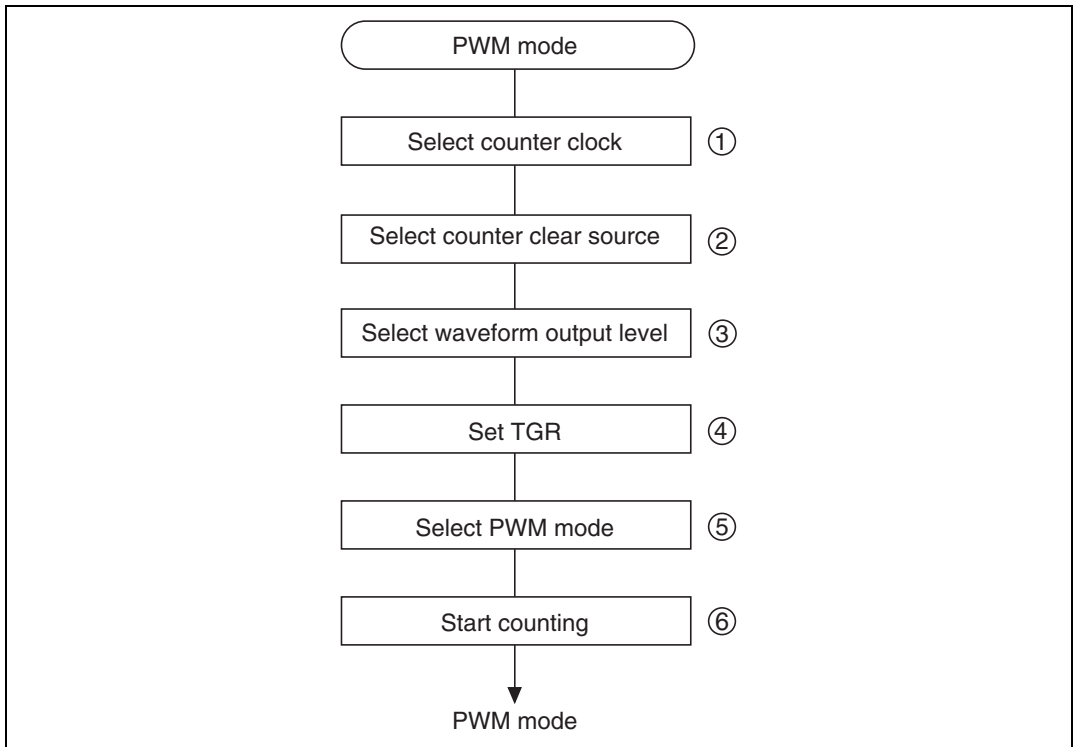 PWM mode
Select counter clock ①
Select counter clear source ②
Select waveform output level ③
Set TGR ④
Select PWM mode ⑤
Start counting ⑥
PWM mode